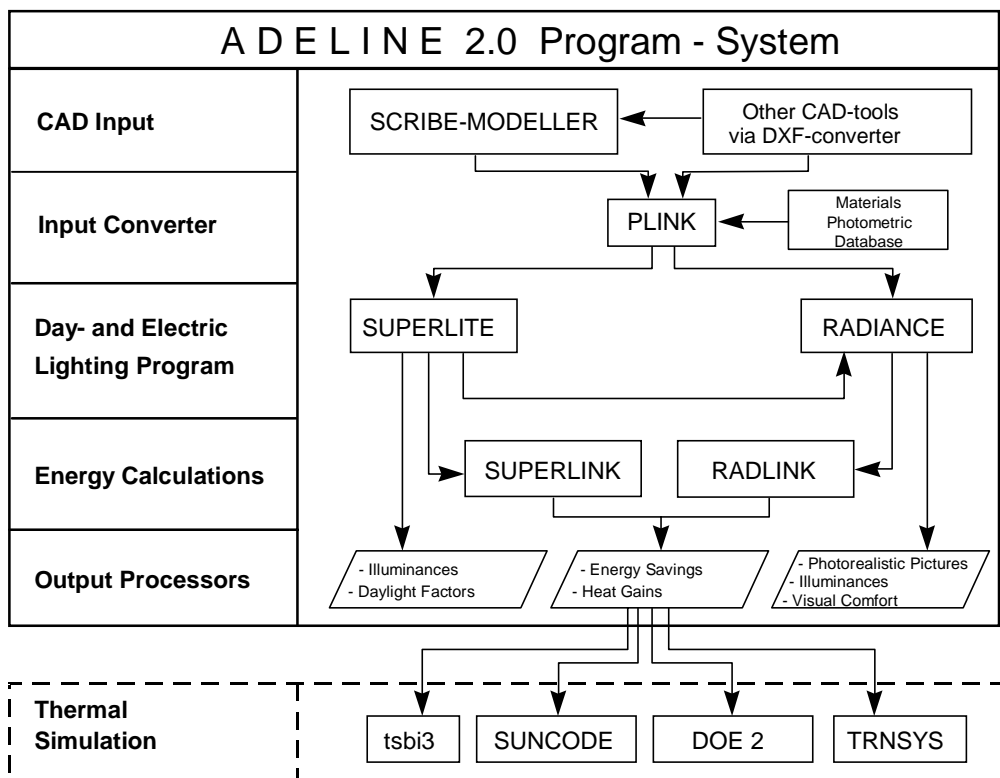 A D E L I N E 2.0 Program - System
CAD Input
SCRIBE-MODELLER
Other CAD-tools
via DXF-converter
Input Converter
PLINK
Materials
Photometric
Database
Day- and Electric
Lighting Program
SUPERLITE
RADIANCE
Energy Calculations
SUPERLINK
RADLINK
Output Processors
- Illuminances
- Daylight Factors
- Energy Savings
- Heat Gains
- Photorealistic Pictures
- Illuminances
- Visual Comfort
Thermal
Simulation
tsbi3
SUNCODE
DOE 2
TRNSYS